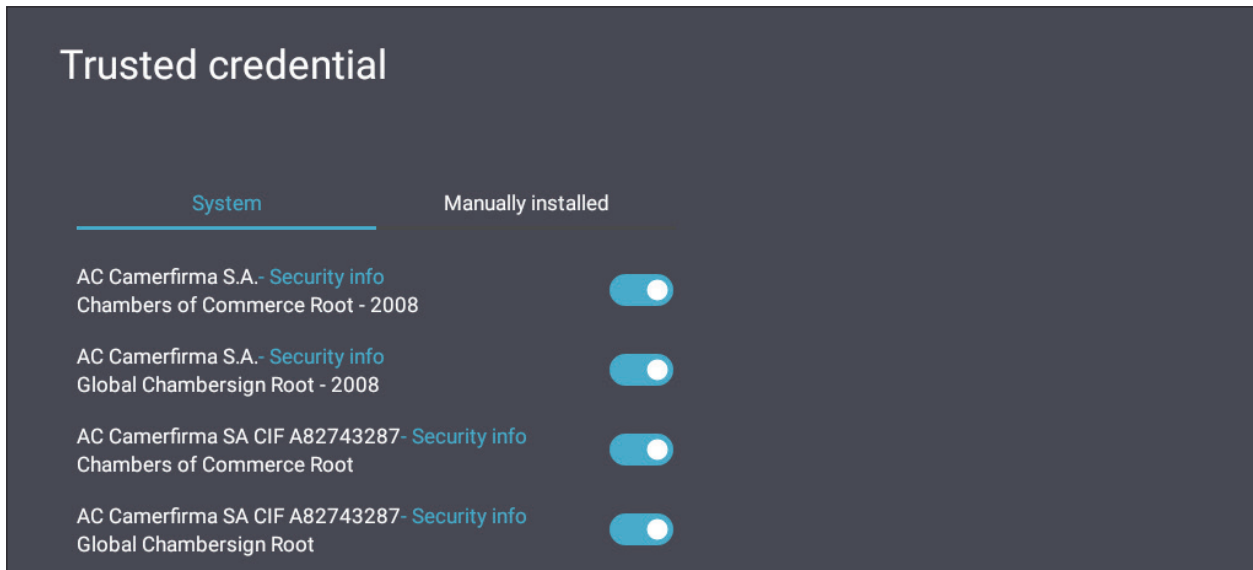 Trusted credential
System Manually installed
AC Camerfirma S.A.- Security info
Chambers of Commerce Root - 2008
AC Camerfirma S.A.- Security info
Global Chambersign Root - 2008
AC Camerfirma SA CIF A82743287- Security info
Chambers of Commerce Root
AC Camerfirma SA CIF A82743287- Security info
Global Chambersign Root